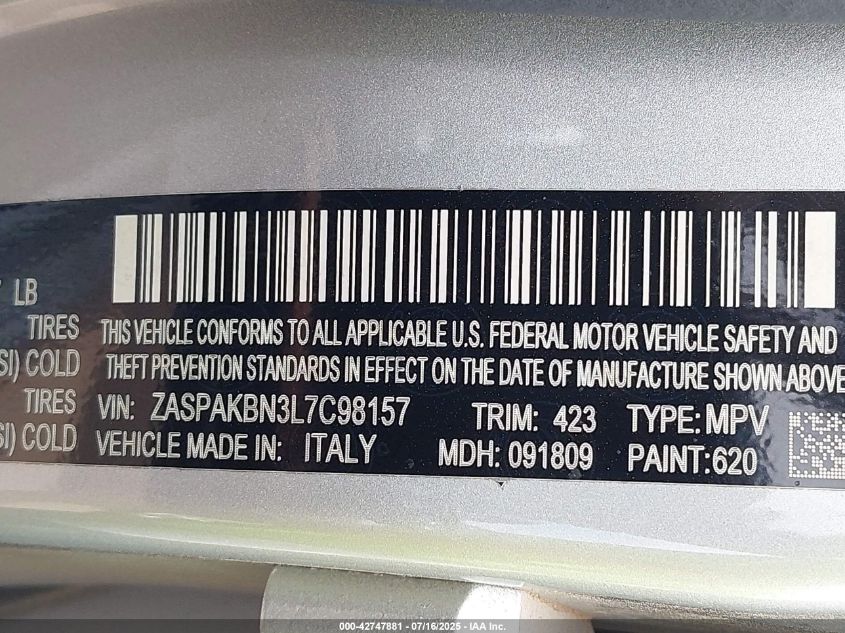 LB
TIRES
SI) COLD
TIRES
SI) COLD
THIS VEHICLE CONFORMS TO ALL APPLICABLE U.S. FEDERAL MOTOR VEHICLE SAFETY AND
THEFT PREVENTION STANDARDS IN EFFECT ON THE DATE OF MANUFACTURE SHOWN ABOVE
VIN: ZASPAKBN3L7C98157 TRIM: 423 TYPE: MPV
VEHICLE MADE IN: ITALY MDH: 091809 PAINT: 620
000-42747881 - 07/16/2025 - IAA Inc.